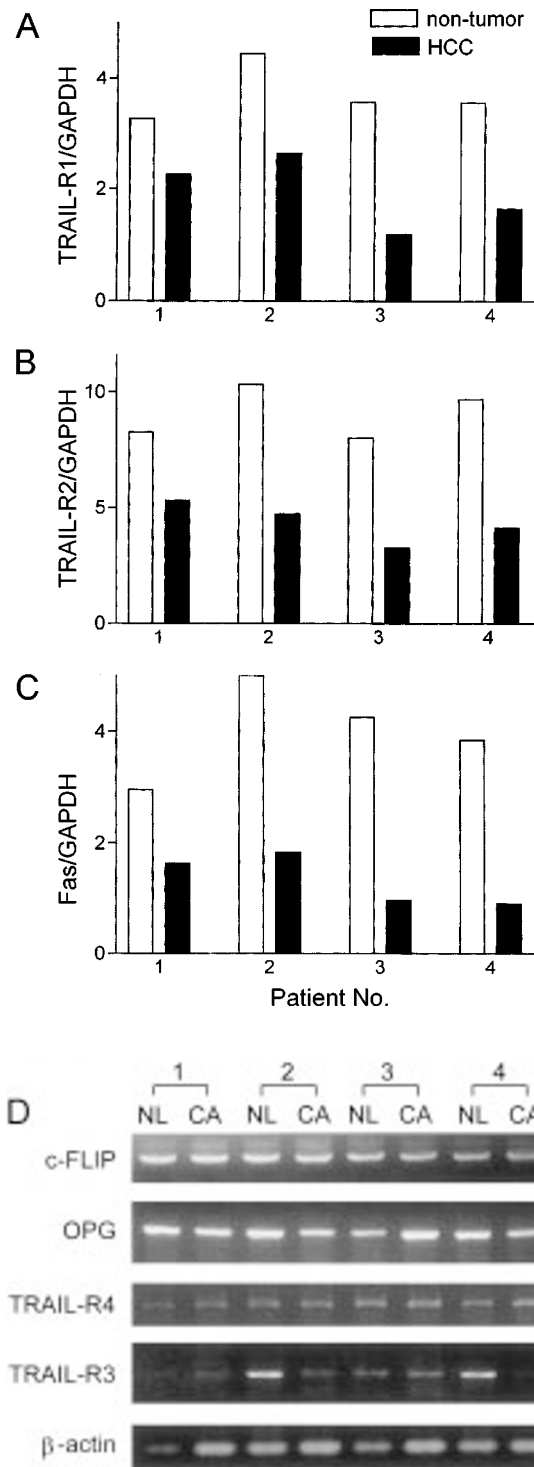 A
non-tumor
HCC
TRAIL-R1/GAPDH
4
2
0
1 2 3 4
B
TRAIL-R2/GAPDH
10
5
0
1 2 3 4
C
Fas/GAPDH
4
2
0
1 2 3 4
Patient No.
D
1 2 3 4
NL CA NL CA NL CA NL CA
c-FLIP
OPG
TRAIL-R4
TRAIL-R3
β-actin